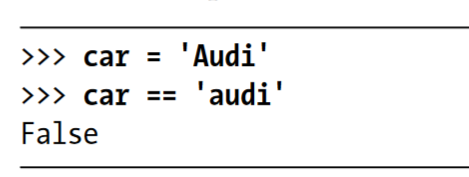 >>> car = 'Audi'
>>> car == 'audi'
False